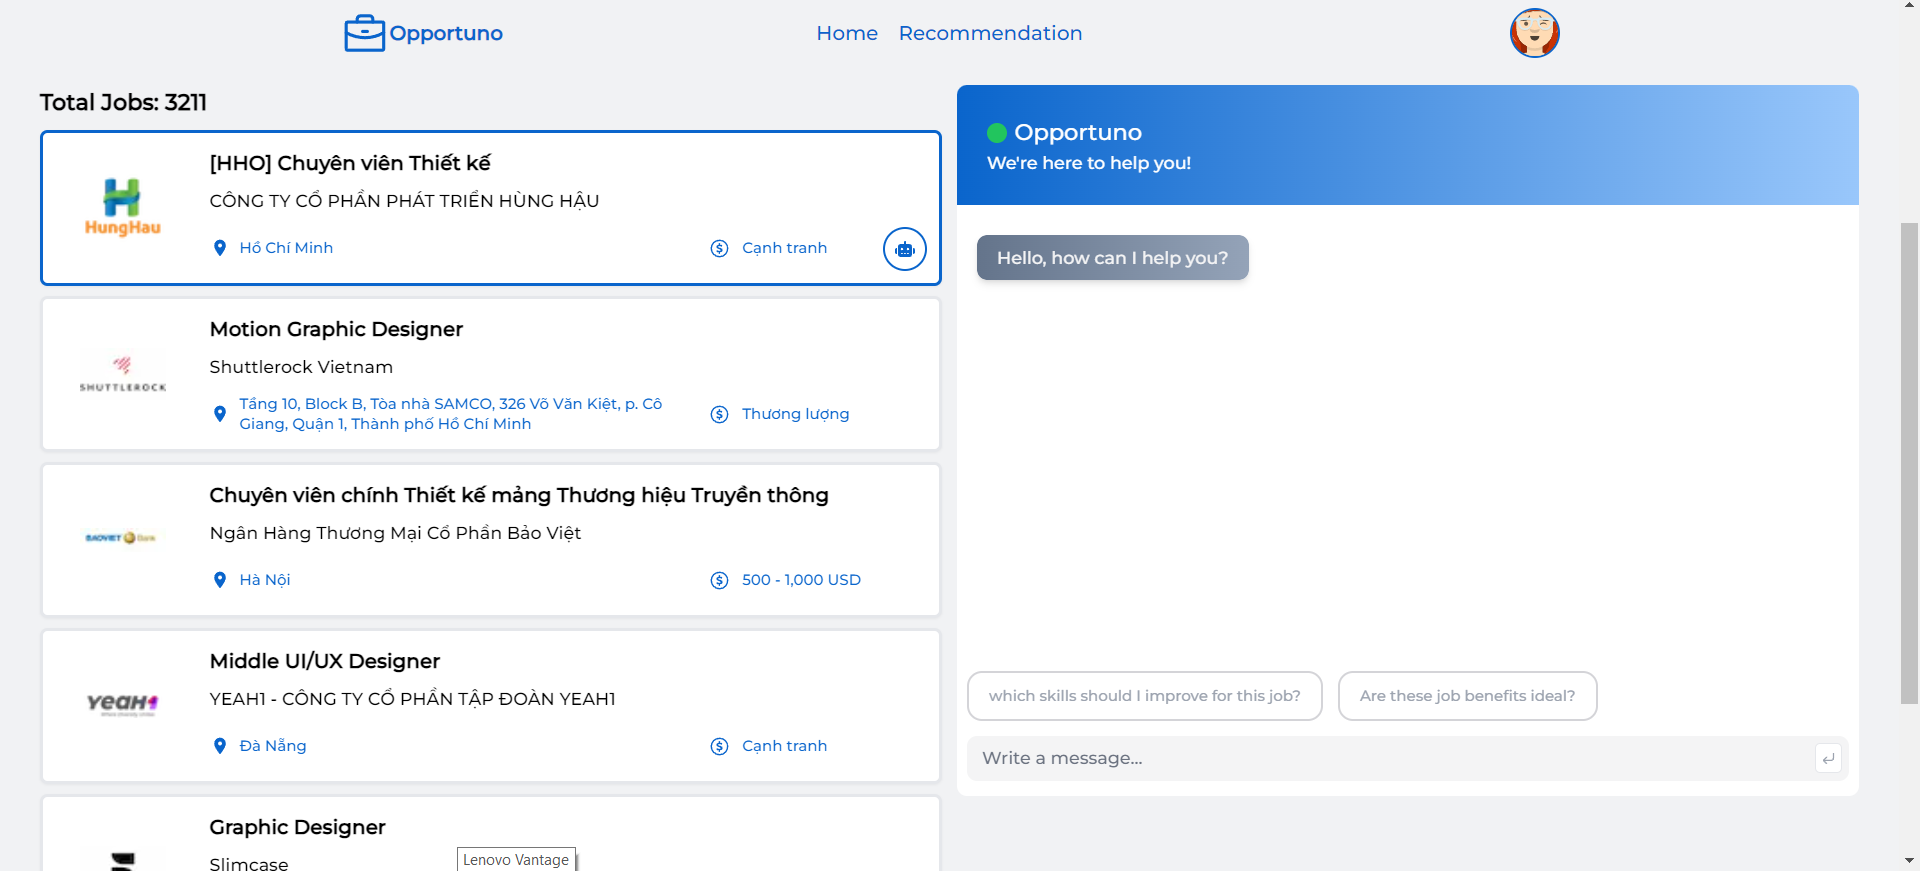 Opportuno
Home
Recommendation
Total Jobs: 3211
HungHau
[HHO] Chuyên viên Thiết kế
CÔNG TY CỔ PHẦN PHÁT TRIỂN HÙNG HẬU
Hồ Chí Minh
Cạnh tranh
SHUTTLEROCK
Motion Graphic Designer
Shuttlerock Vietnam
Tầng 10, Block B, Tòa nhà SAMCO, 326 Võ Văn Kiệt, p. Cô
Giang, Quận 1, Thành phố Hồ Chí Minh
Thương lượng
BAOVIET Bank
Chuyên viên chính Thiết kế mảng Thương hiệu Truyền thông
Ngân Hàng Thương Mại Cổ Phần Bảo Việt
Hà Nội
500 - 1,000 USD
YEAH1
Middle UI/UX Designer
YEAH1 - CÔNG TY CỔ PHẦN TẬP ĐOÀN YEAH1
Đà Nẵng
Cạnh tranh
Graphic Designer
Slimcase
Lenovo Vantage
Opportuno
We're here to help you!
Hello, how can I help you?
which skills should I improve for this job?
Are these job benefits ideal?
Write a message...